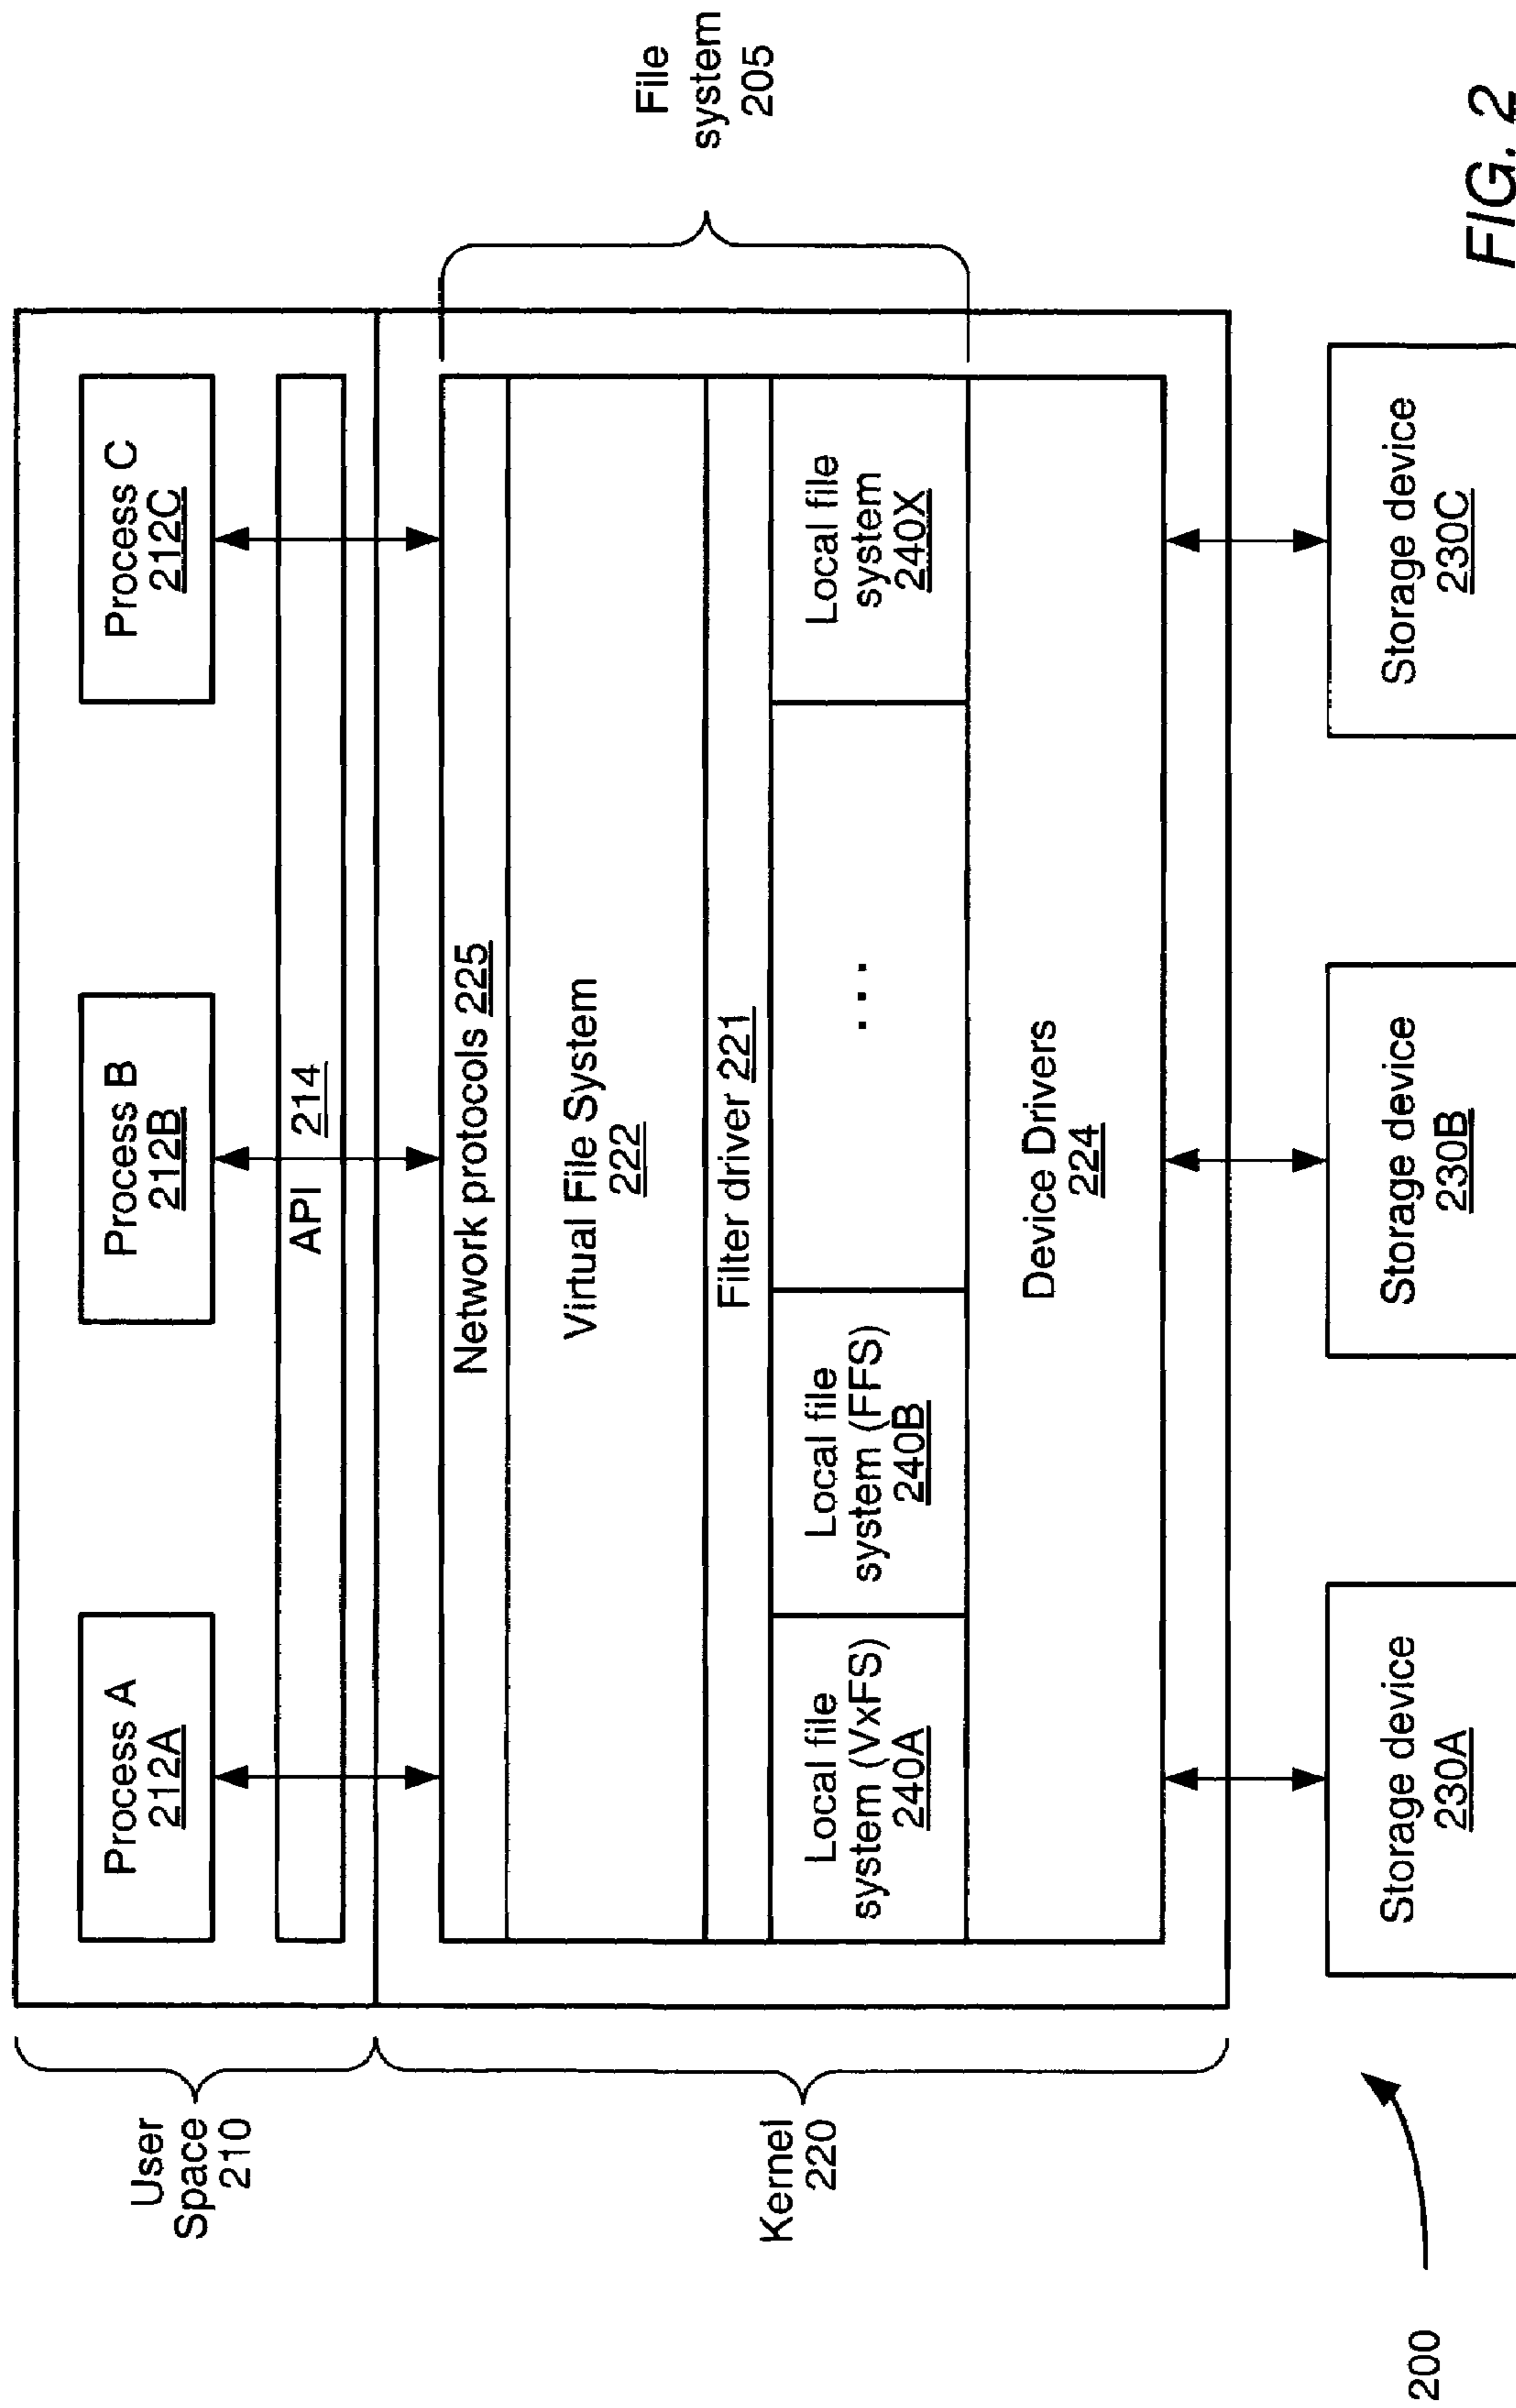 User
Space
210
Process A
212A
Process B
212B
Process C
212C
API 214
Kernel
220
Network protocols 225
Virtual File System
222
Filter driver 221
Local file
system (VxFS)
240A
Local file
system (FFS)
240B
...
Local file
system
240X
Device Drivers
224
File
system
205
Storage device
230A
Storage device
230B
Storage device
230C
200
FIG. 2